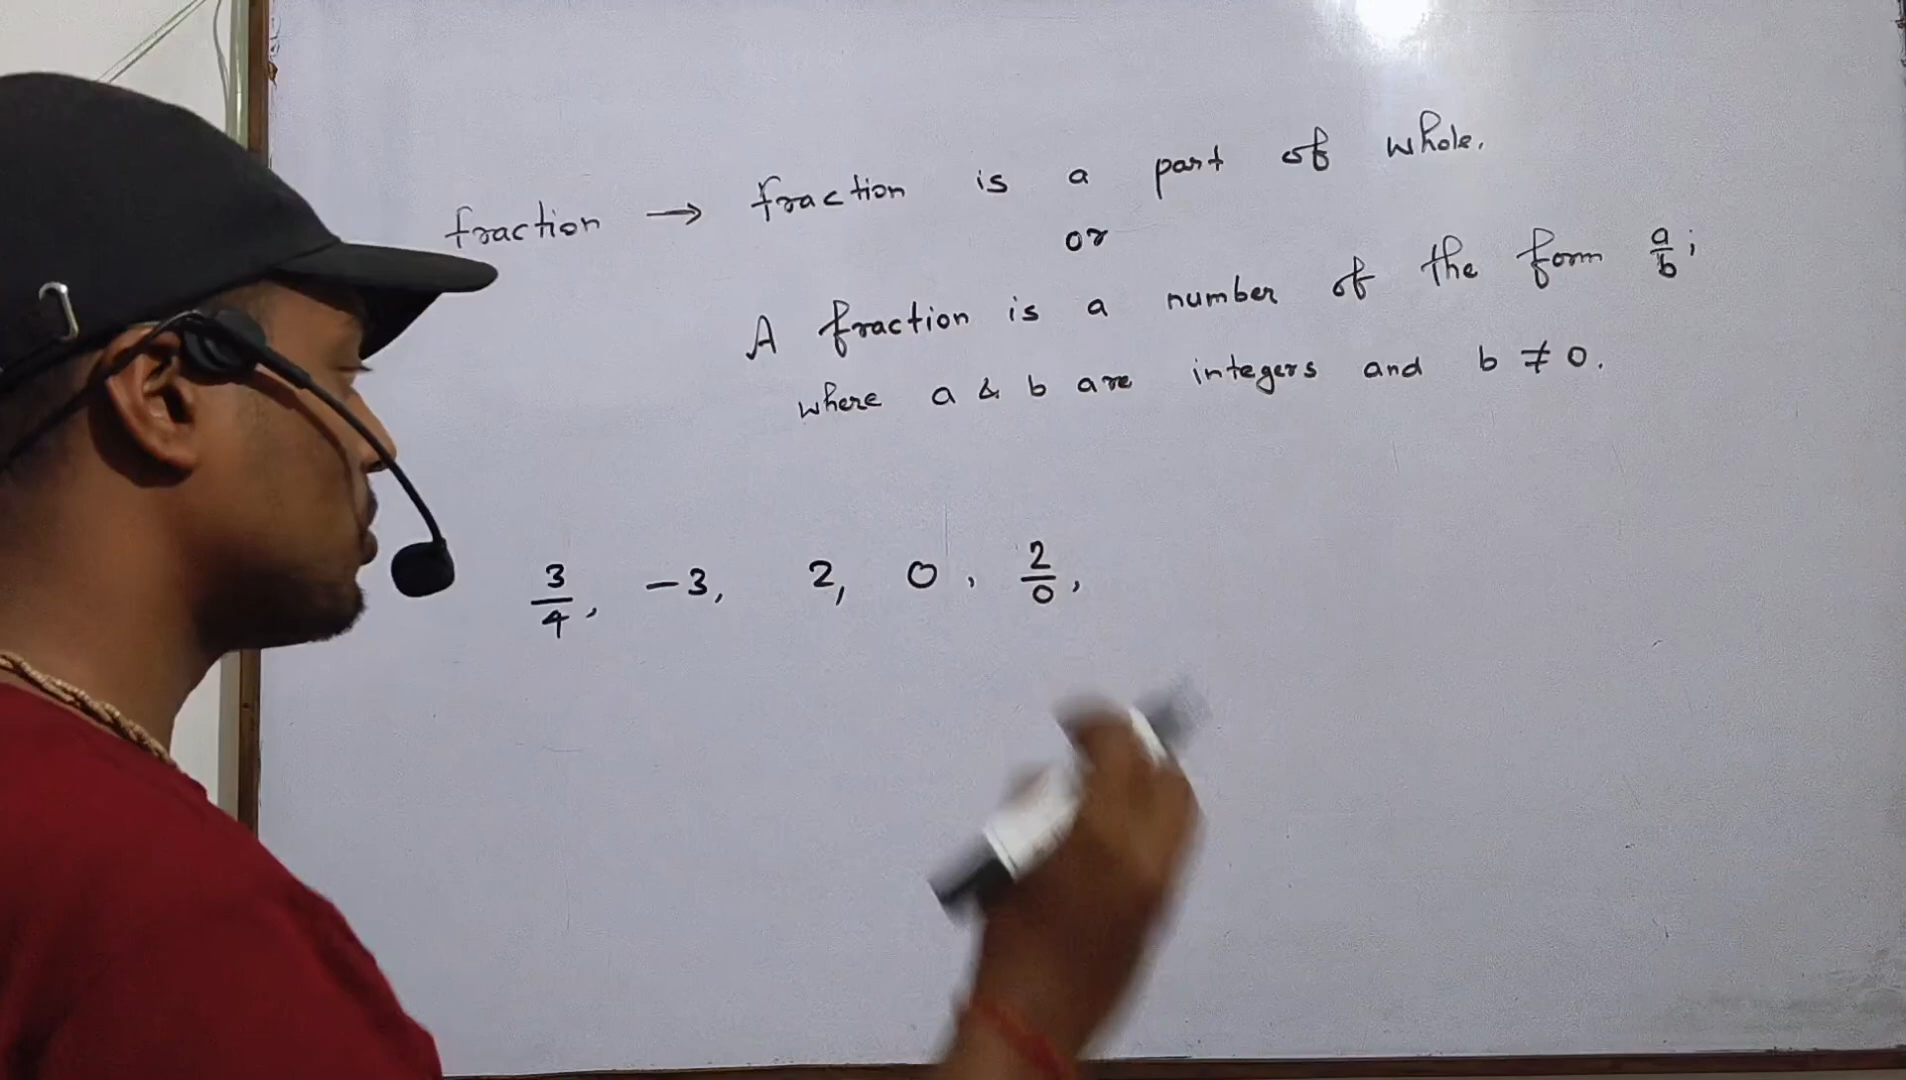 fraction → fraction is a part of whole.
or
A fraction is a number of the form a/b;
where a & b are integers and b ≠ 0.
3/4, -3, 2, 0, 2/0,